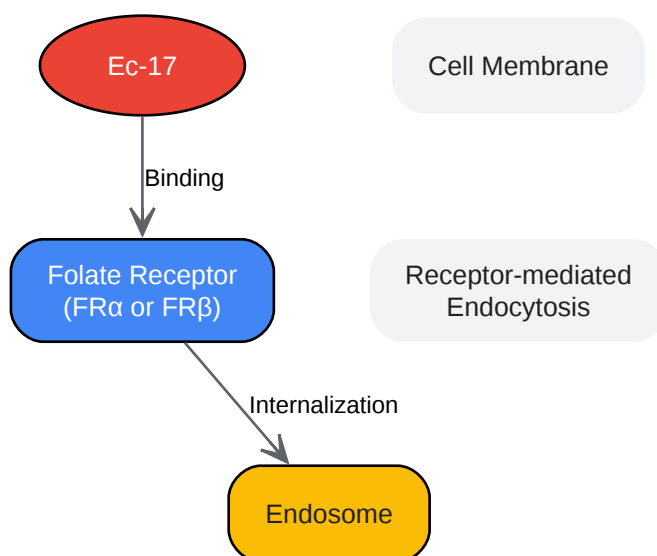 Ec-17
Cell Membrane
Binding
Folate Receptor
(FRα or FRβ)
Receptor-mediated
Endocytosis
Internalization
Endosome